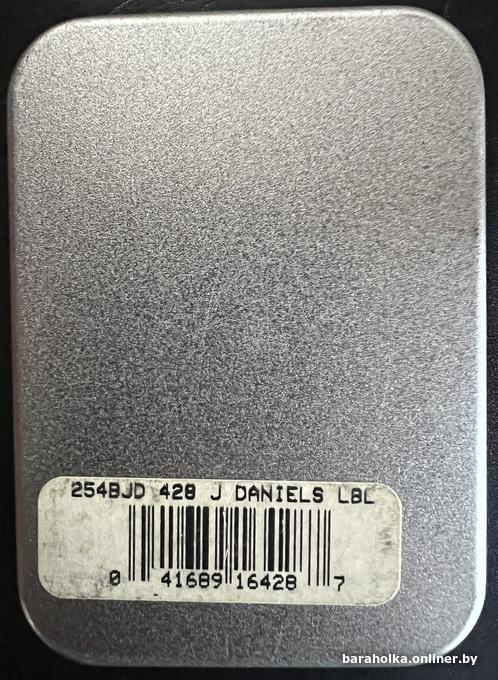 254BJD 428 J DANIELS LBL
0 41689 16428 7
baraholka.onliner.by